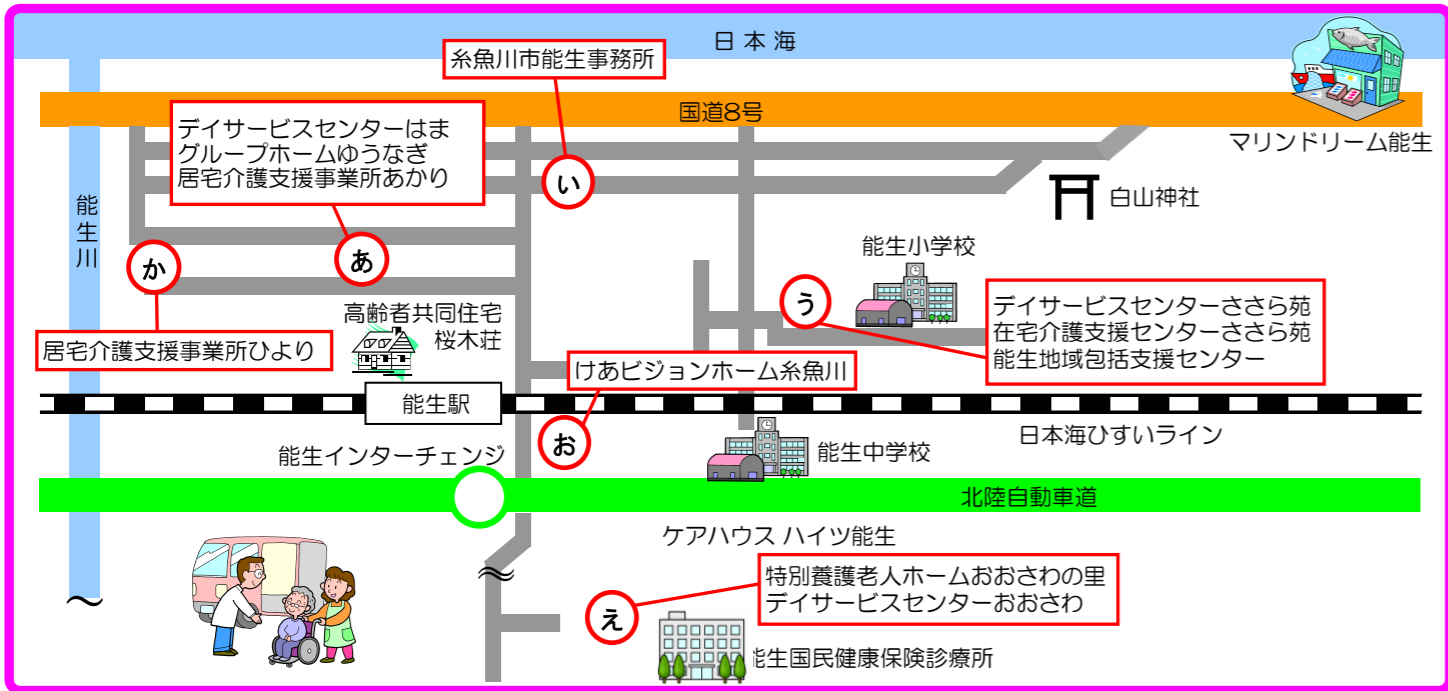 日本海
糸魚川市能生事務所
国道8号
マリンドリーム能生
デイサービスセンターはま
グループホームゆうなぎ
居宅介護支援事業所あかり
い
能生川
白山神社
あ
か
能生小学校
う
デイサービスセンターささら苑
在宅介護支援センターささら苑
能生地域包括支援センター
高齢者共同住宅
桜木荘
居宅介護支援事業所ひより
けあビジョンホーム糸魚川
能生駅
日本海ひすいライン
お
能生中学校
能生インターチェンジ
北陸自動車道
ケアハウス ハイツ能生
特別養護老人ホームおおさわの里
デイサービスセンターおおさわ
え
能生国民健康保険診療所